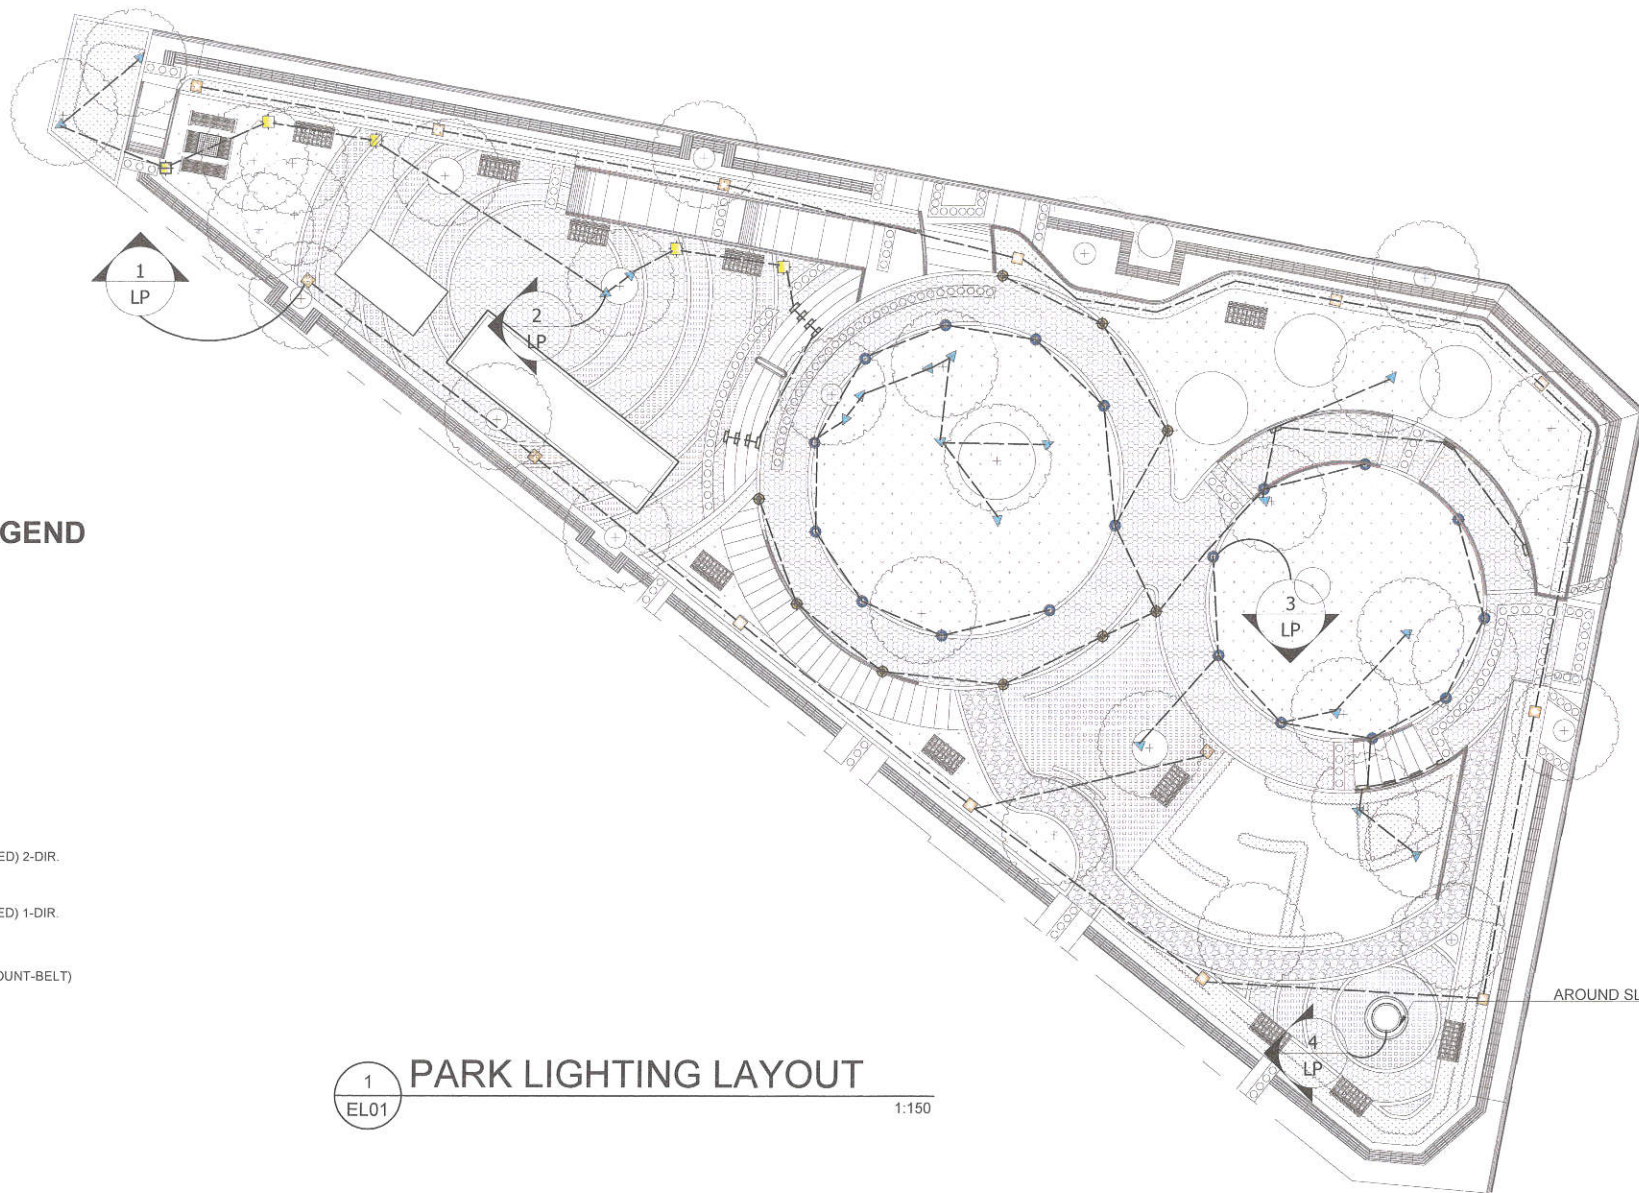 1
LP
2
LP
GEND
3
LP
ED) 2-DIR.
ED) 1-DIR.
OUNT-BELT)
AROUND SL
4
LP
1
EL01
PARK LIGHTING LAYOUT
1:150